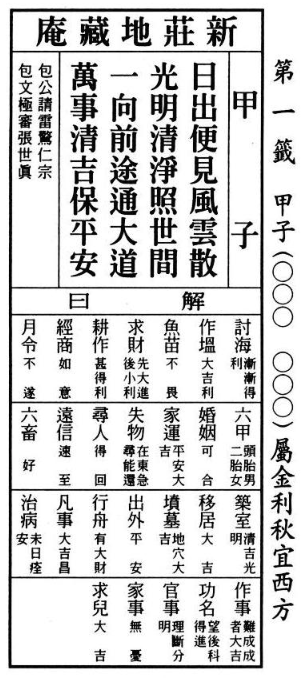 第一籤 甲子(○○○ ○○○)屬金利秋宜西方
新莊地藏庵
甲子
日出便見風雲散
光明清淨照世間
一向前途通大道
萬事清吉保平安
包公請雷驚仁宗
包文極審張世眞
解曰
討海 漸漸得利
作塭 大吉利
魚苗 不畏
求財 先大進後小利
耕作 甚得利
經商 如意
月令 不遂
六甲 頭胎男二胎女
婚姻 可合
家運 平安大吉
失物 在東急尋能還
尋人 得回
遠信 速至
六畜 好
築室 清吉光明
移居 大吉
墳墓 地穴大吉
出外 平安
行舟 有大財
凡事 大吉昌
治病 未日痊安
作事 難成成者大吉
功名 望後科得進
官事 理斷分明
家事 無憂
求兒 大吉